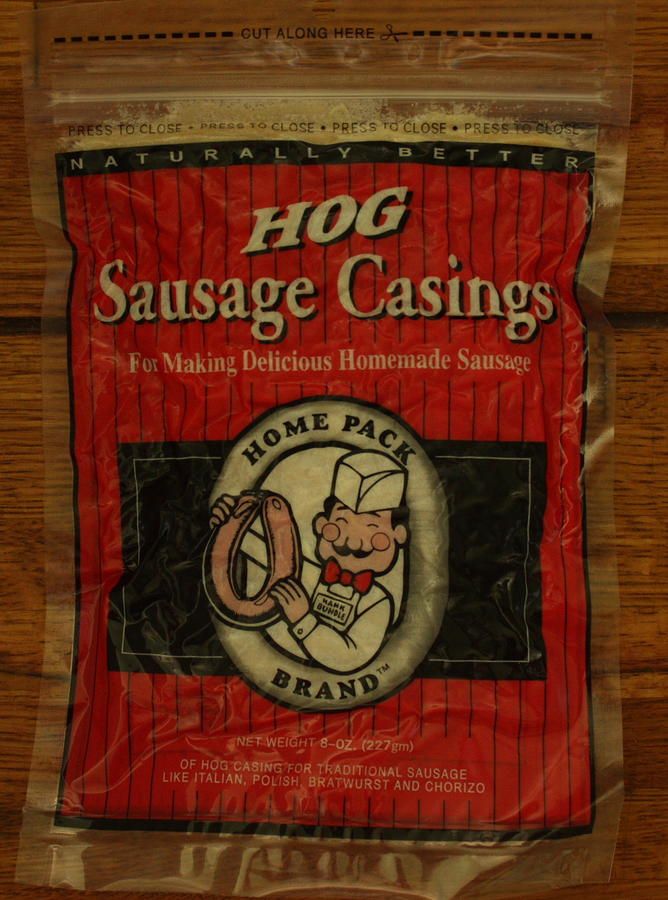 CUT ALONG HERE
PRESS TO CLOSE • PRESS TO CLOSE • PRESS TO CLOSE • PRESS TO CLOSE
NATURALLY BETTER
HOG
Sausage Casings
For Making Delicious Homemade Sausage
HOME PACK
HANK
BUNDLE
BRAND™
NET WEIGHT 8-OZ. (227gm)
OF HOG CASING FOR TRADITIONAL SAUSAGE
LIKE ITALIAN, POLISH, BRATWURST AND CHORIZO